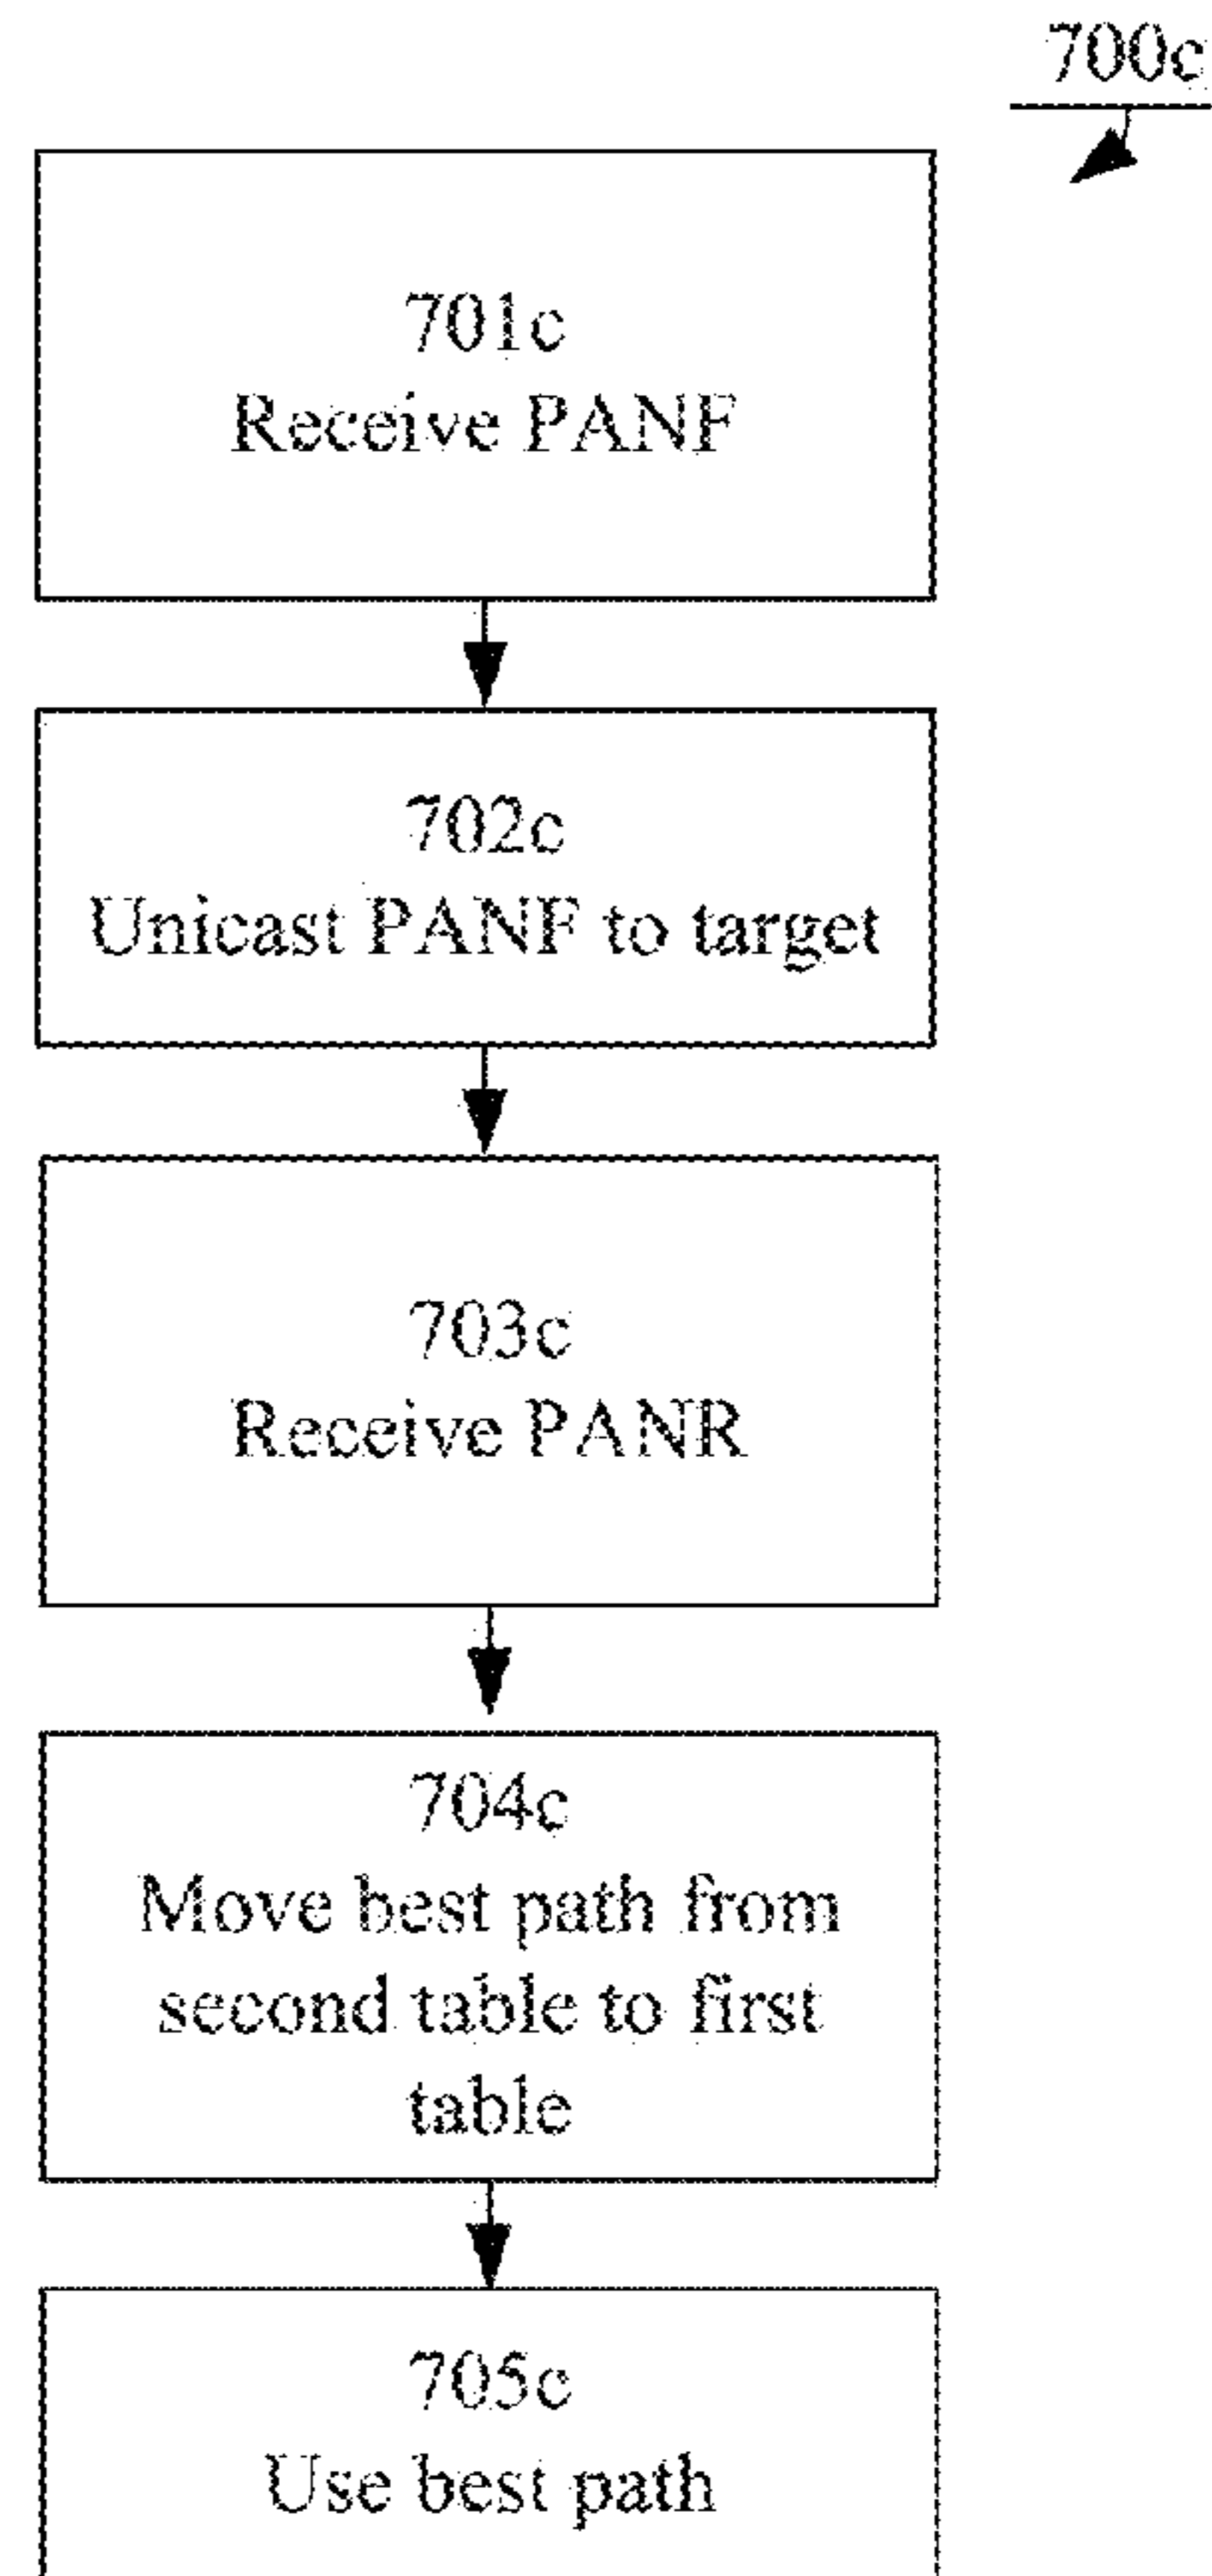 700c
701c
Receive PANF
702c
Unicast PANF to target
703c
Receive PANR
704c
Move best path from
second table to first
table
705c
Use best path